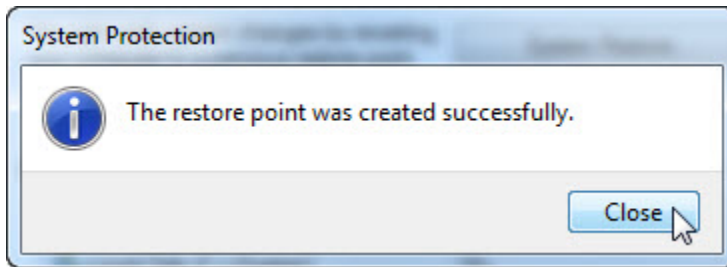 System Protection
The restore point was created successfully.
Close